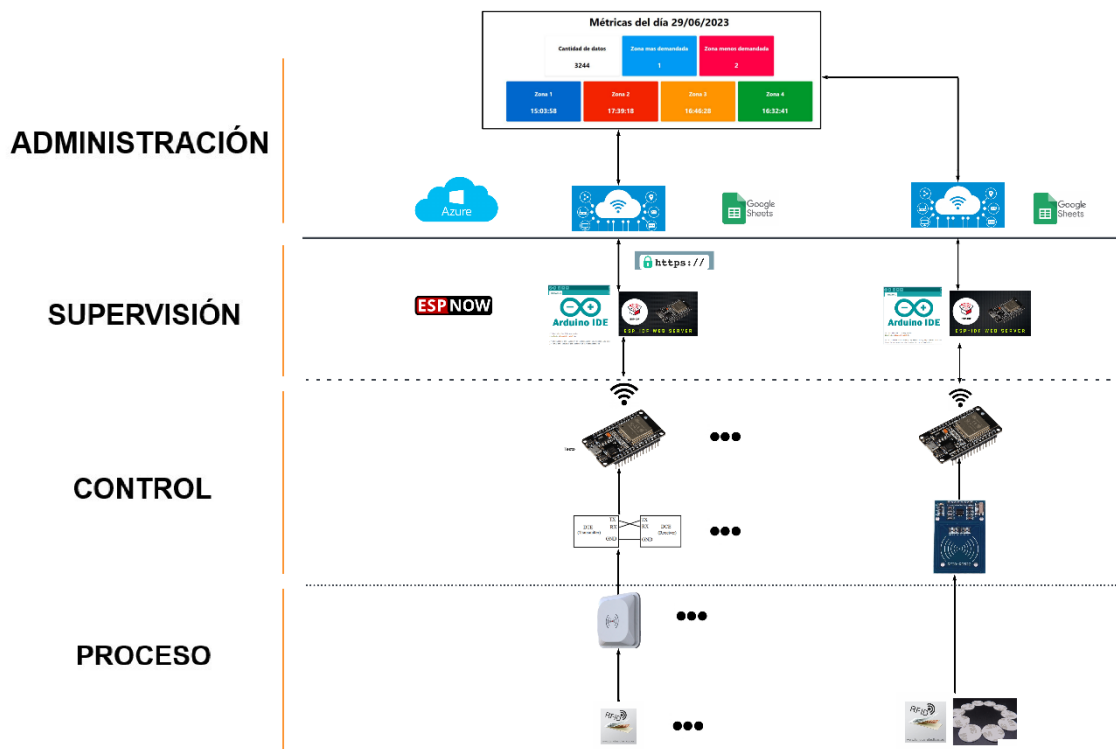 Métricas del día 29/06/2023
Cantidad de datos
3244
Zona mas demandada
1
Zona menos demandada
2
Zona 1
15:03:58
Zona 2
17:39:18
Zona 3
16:46:28
Zona 4
16:32:41
ADMINISTRACIÓN
Azure
Google
Sheets
Google
Sheets
https://
SUPERVISIÓN
ESP NOW
Arduino IDE
ESP-IDF WEB SERVER
Arduino IDE
ESP-IDF WEB SERVER
CONTROL
TX
RX
GND
RX
GND
PROCESO
RFID
RFID